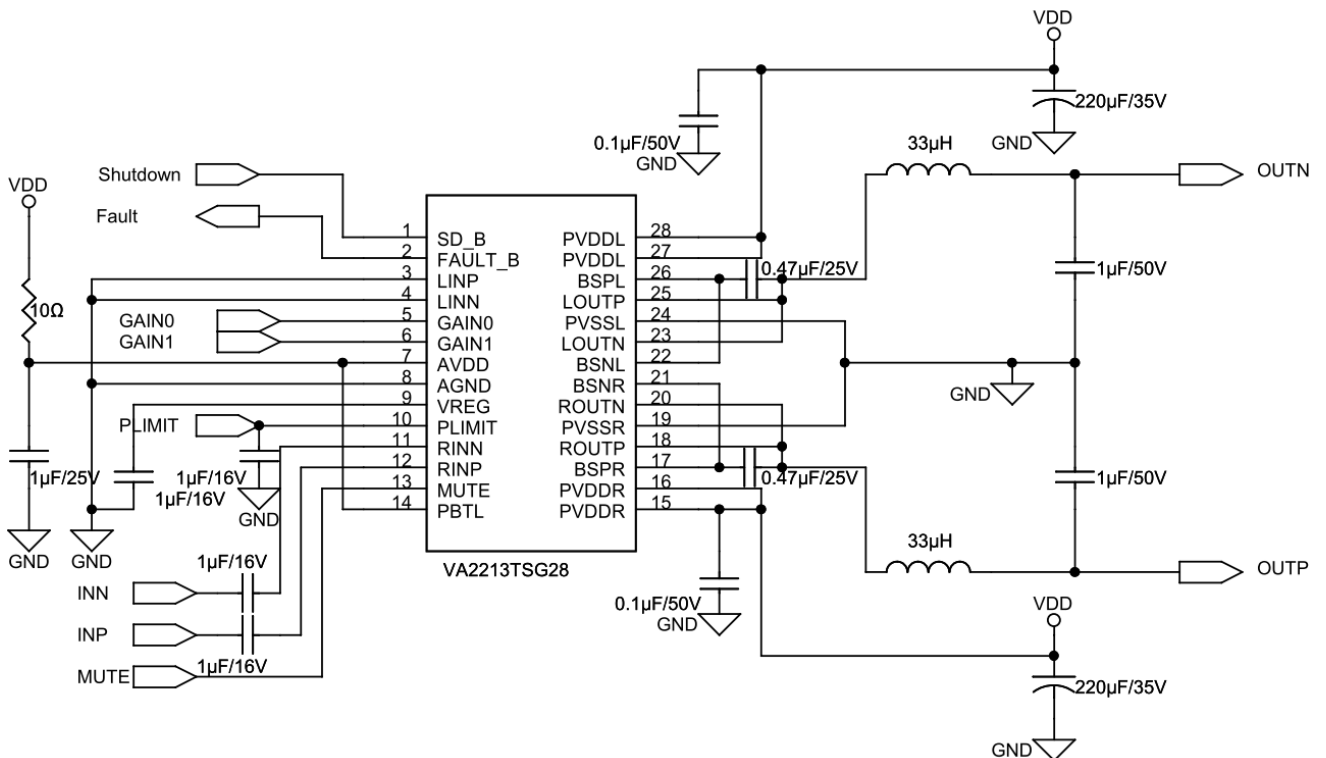 VDD
220µF/35V
GND
0.1µF/50V
GND
33µH
OUTN
Shutdown
Fault
VDD
10Ω
GAIN0
GAIN1
PLIMIT
1µF/25V
1µF/16V
1µF/16V
GND
GND
GND
1µF/16V
INN
INP
1µF/16V
MUTE
1 SD_B PVDDL 28
2 FAULT_B PVDDL 27
3 LINP BSPL 26
4 LINN LOUTP 25
5 GAIN0 PVSSL 24
6 GAIN1 LOUTN 23
7 AVDD BSNL 22
8 AGND BSNR 21
9 VREG ROUTN 20
10 PLIMIT PVSSR 19
11 RINN ROUTP 18
12 RINP BSPR 17
13 MUTE PVDDR 16
14 PBTL PVDDR 15
VA2213TSG28
0.47µF/25V
1µF/50V
GND
0.47µF/25V
1µF/50V
33µH
OUTP
0.1µF/50V
GND
VDD
220µF/35V
GND